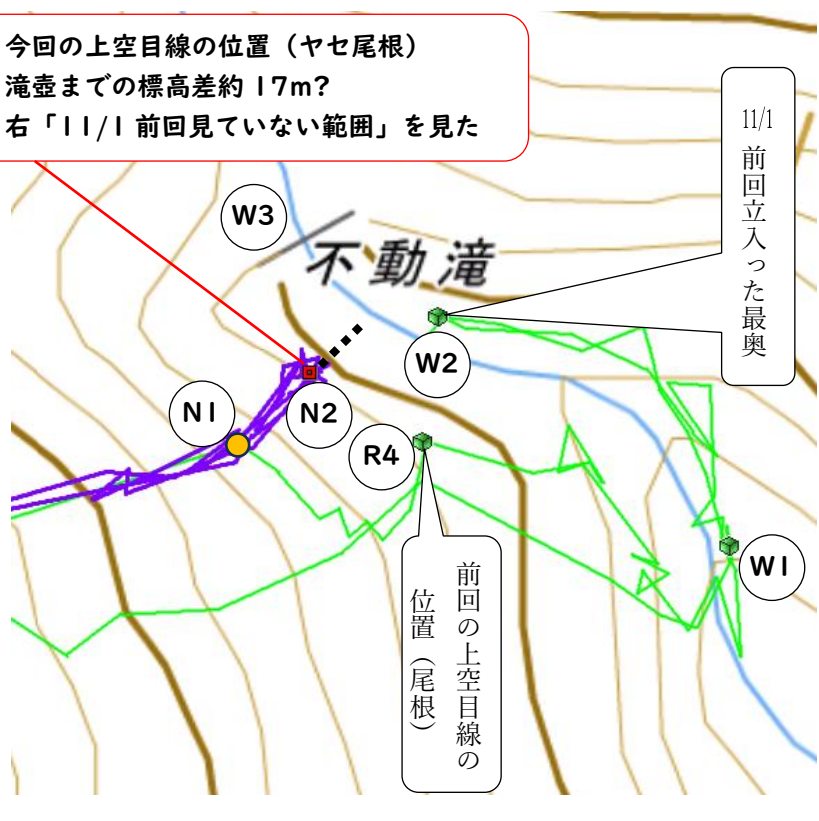 今回の上空目線の位置（ヤセ尾根）
滝壺までの標高差約17m?
右「11/1前回見ていない範囲」を見た
11/1
前回立入った最奥
W3
不動滝
W2
N1
N2
R4
W1
前回の上空目線の
位置（尾根）